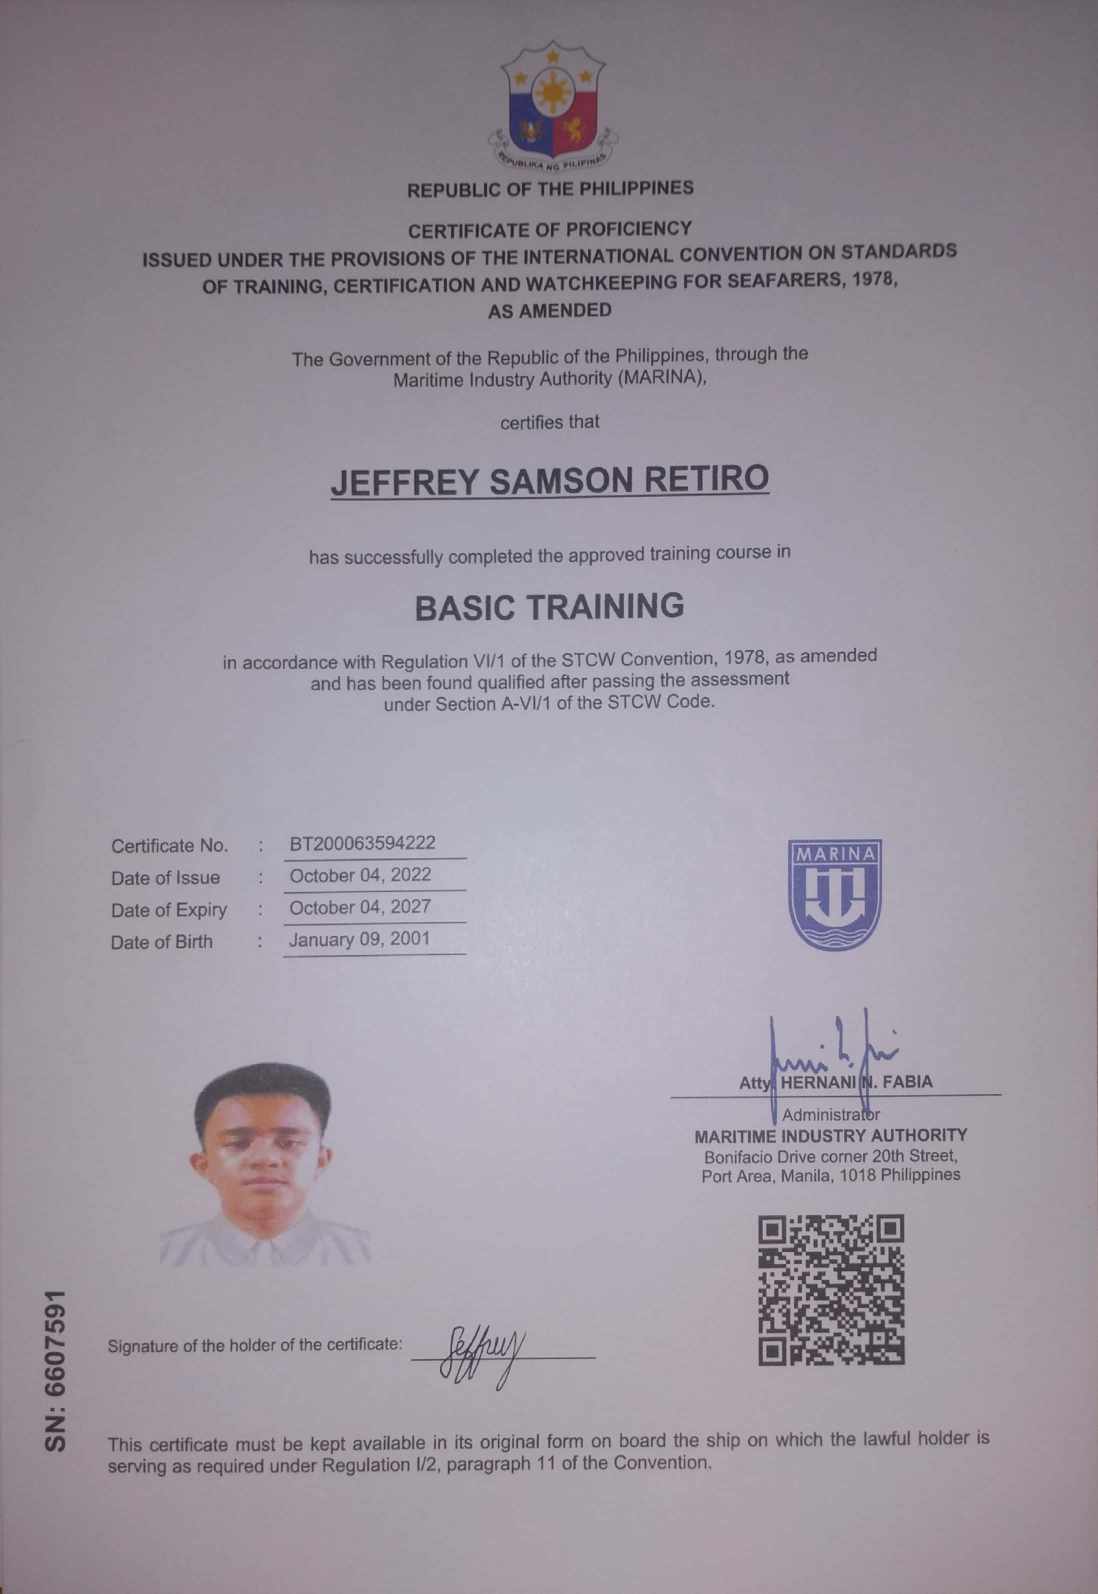 REPUBLIKA NG PILIPINAS
REPUBLIC OF THE PHILIPPINES
CERTIFICATE OF PROFICIENCY
ISSUED UNDER THE PROVISIONS OF THE INTERNATIONAL CONVENTION ON STANDARDS
OF TRAINING, CERTIFICATION AND WATCHKEEPING FOR SEAFARERS, 1978,
AS AMENDED
The Government of the Republic of the Philippines, through the
Maritime Industry Authority (MARINA),
certifies that
JEFFREY SAMSON RETIRO
has successfully completed the approved training course in
BASIC TRAINING
in accordance with Regulation VI/1 of the STCW Convention, 1978, as amended
and has been found qualified after passing the assessment
under Section A-VI/1 of the STCW Code.
Certificate No. : BT200063594222
Date of Issue : October 04, 2022
Date of Expiry : October 04, 2027
Date of Birth : January 09, 2001
MARINA
Atty. HERNANI N. FABIA
Administrator
MARITIME INDUSTRY AUTHORITY
Bonifacio Drive corner 20th Street,
Port Area, Manila, 1018 Philippines
Signature of the holder of the certificate: Jeffrey
SN: 6607591
This certificate must be kept available in its original form on board the ship on which the lawful holder is
serving as required under Regulation I/2, paragraph 11 of the Convention.